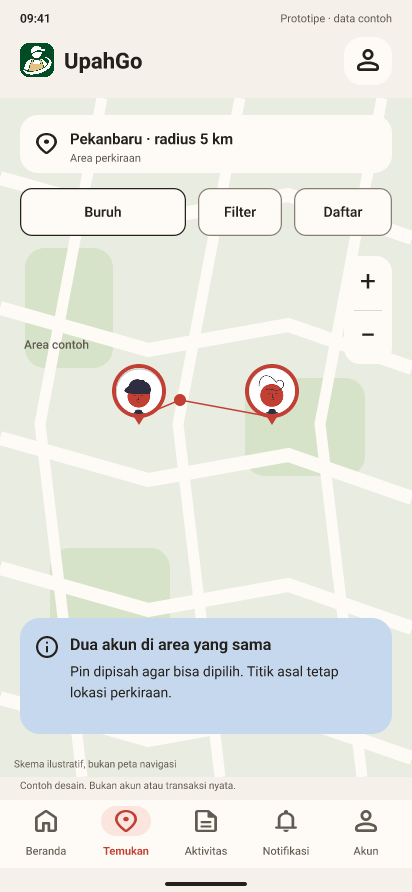 09:41
Prototipe · data contoh
UpahGo
Pekanbaru · radius 5 km
Area perkiraan
Buruh
Filter
Daftar
+
−
Area contoh
Dua akun di area yang sama
Pin dipisah agar bisa dipilih. Titik asal tetap
lokasi perkiraan.
Skema ilustratif, bukan peta navigasi
Contoh desain. Bukan akun atau transaksi nyata.
Beranda
Temukan
Aktivitas
Notifikasi
Akun